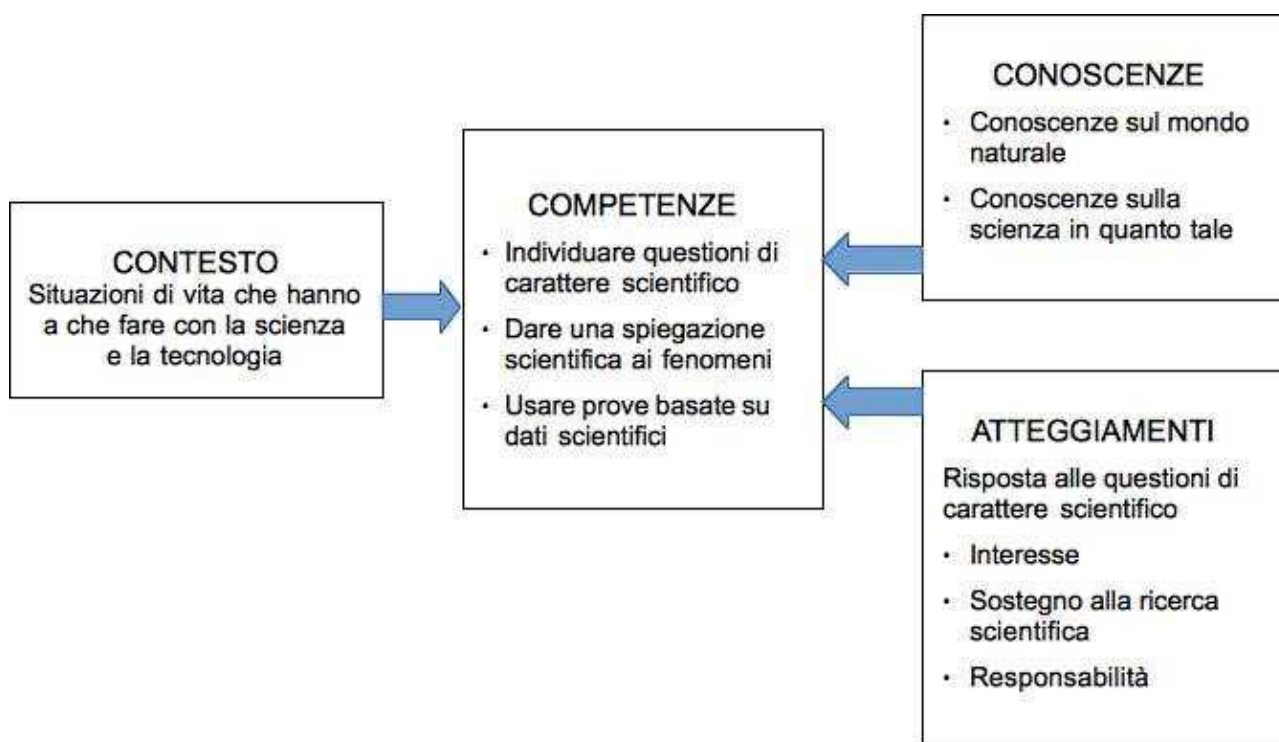 CONTESTO
Situazioni di vita che hanno
a che fare con la scienza
e la tecnologia
COMPETENZE
· Individuare questioni di
carattere scientifico
· Dare una spiegazione
scientifica ai fenomeni
· Usare prove basate su
dati scientifici
CONOSCENZE
· Conoscenze sul mondo
naturale
· Conoscenze sulla
scienza in quanto tale
ATTEGGIAMENTI
Risposta alle questioni di
carattere scientifico
· Interesse
· Sostegno alla ricerca
scientifica
· Responsabilità